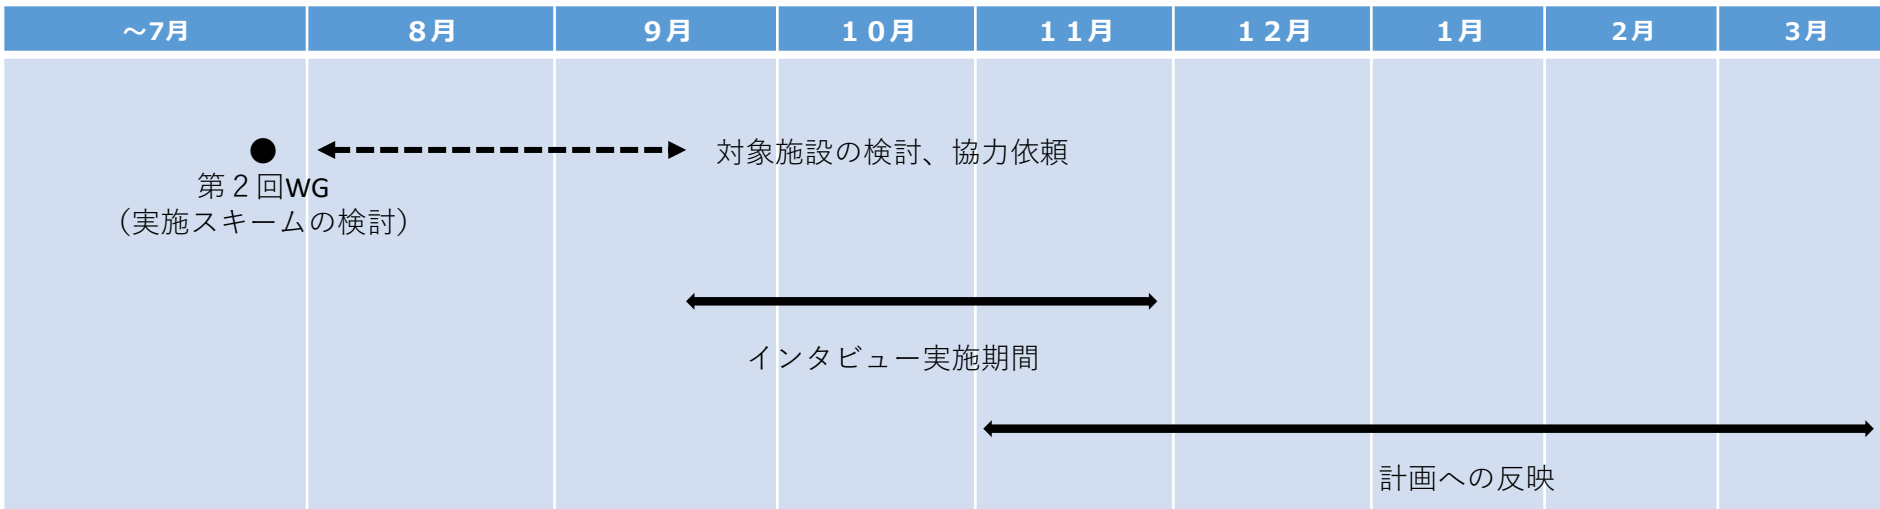 ～7月
８月
９月
１０月
１１月
１２月
１月
2月
３月
対象施設の検討、協力依頼
第２回WG
（実施スキームの検討）
インタビュー実施期間
計画への反映